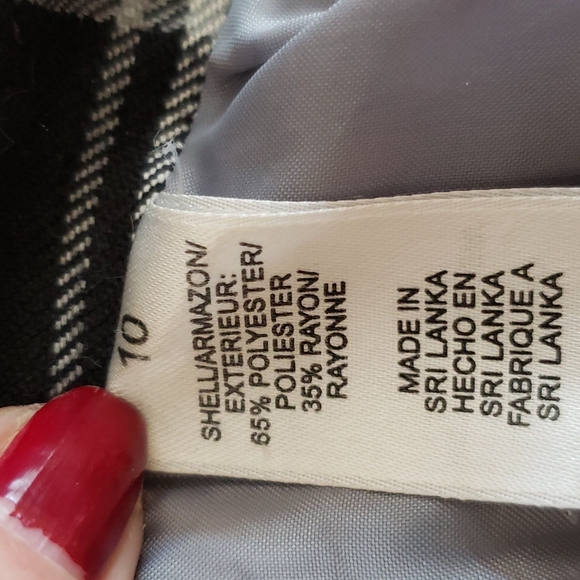 10
SHELL/ARMAZON/
EXTERIEUR:
65% POLYESTER/
POLIESTER
35% RAYON/
RAYONNE
MADE IN
SRI LANKA
HECHO EN
SRI LANKA
FABRIQUE A
SRI LANKA